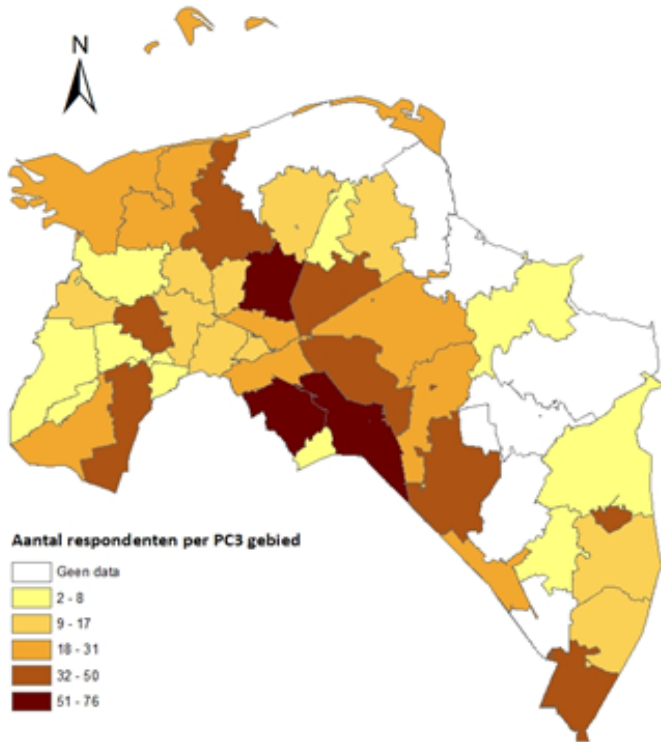 N
Aantal respondenten per PC3 gebied
Geen data
2 - 8
9 - 17
18 - 31
32 - 50
51 - 76